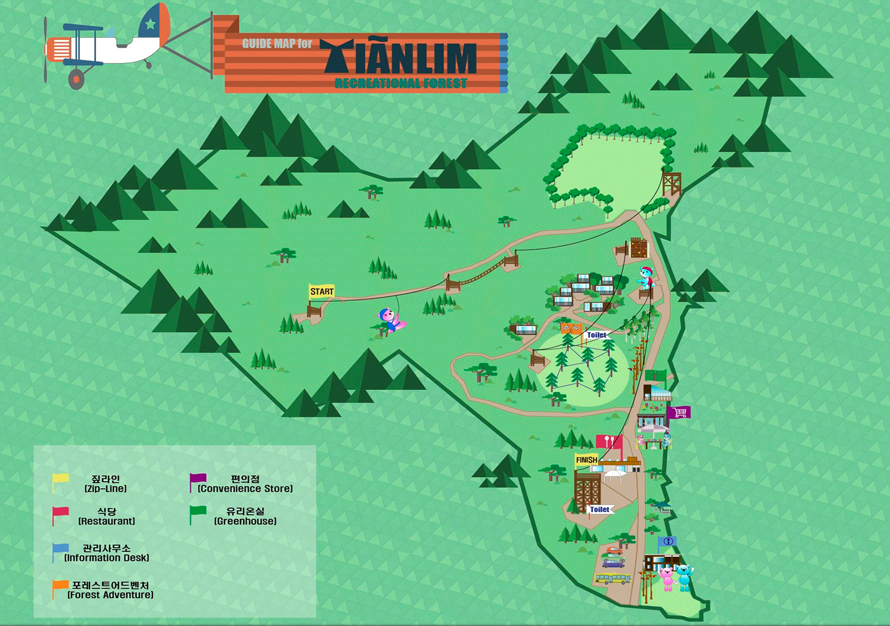 GUIDE MAP for
TIĀNLIM
RECREATIONAL FOREST
START
Toilet
FINISH
Toilet
짚라인
(Zip-Line)
편의점
(Convenience Store)
식당
(Restaurant)
유리온실
(Greenhouse)
관리사무소
(Information Desk)
포레스트어드벤처
(Forest Adventure)